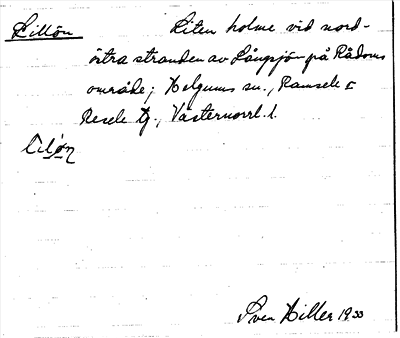 Lillön Liten holme vid nord-
östra stranden av Långsjön på Rådoms
område; Helgums sn., Ramsele o
Resele tg., Västernorrl. l.
Lilön
Sven Hiller 1933